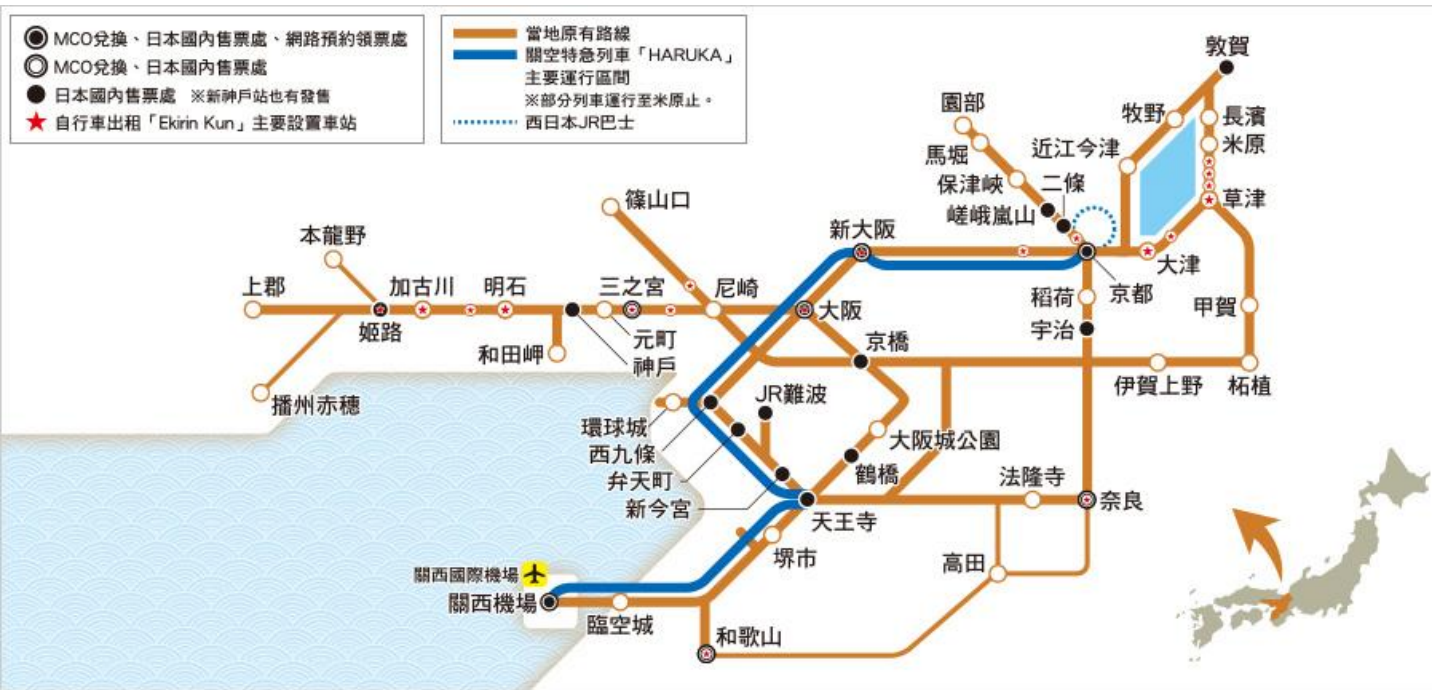 MCO兌換、日本國內售票處、網路預約領票處
MCO兌換、日本國內售票處
日本國內售票處 ※新神戶站也有發售
自行車出租「Ekirin Kun」主要設置車站
當地原有路線
關空特急列車「HARUKA」
主要運行區間
※部分列車運行至米原止。
西日本JR巴士
敦賀
園部
牧野
長濱
馬堀
近江今津
米原
保津峽
二條
篠山口
嵯峨嵐山
草津
本龍野
新大阪
大津
上郡
加古川
明石
三之宮
尼崎
稻荷
京都
大阪
甲賀
姬路
元町
宇治
和田岬
神戶
京橋
伊賀上野
柘植
播州赤穗
JR難波
環球城
大阪城公園
西九條
鶴橋
弁天町
法隆寺
新今宮
天王寺
奈良
堺市
高田
關西國際機場
關西機場
臨空城
和歌山